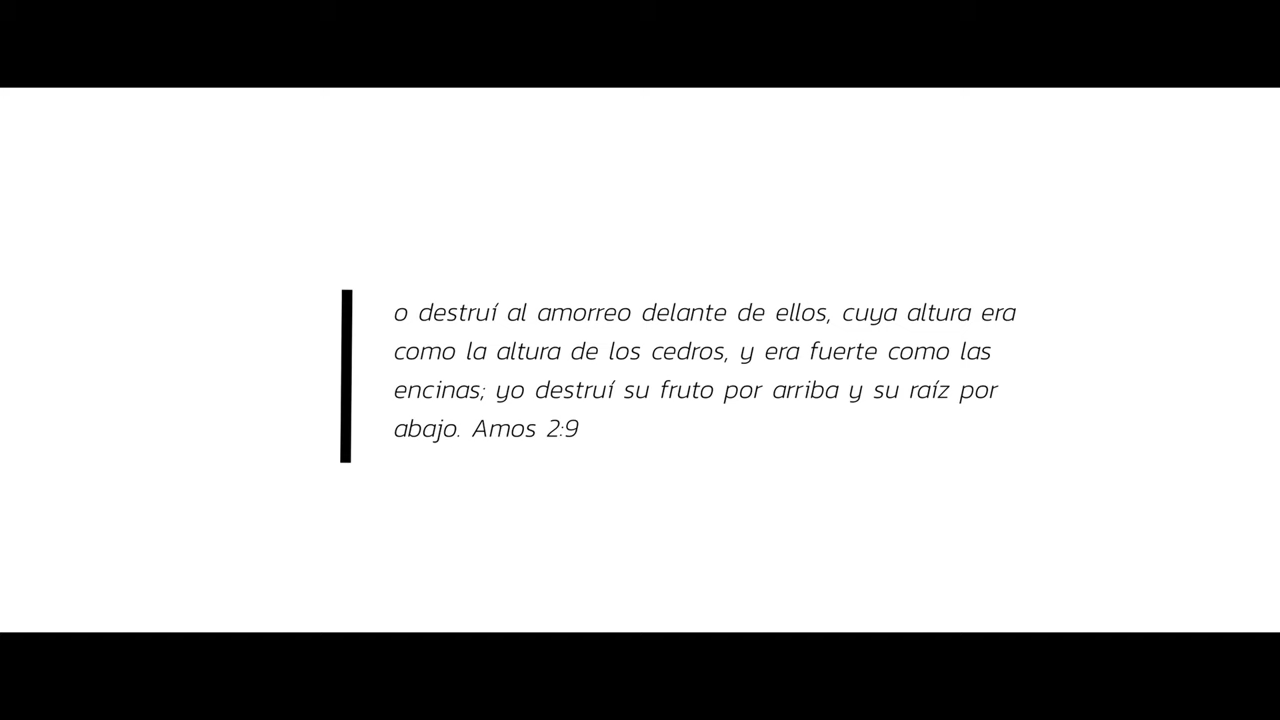 o destruí al amorreo delante de ellos, cuya altura era
como la altura de los cedros, y era fuerte como las
encinas; yo destruí su fruto por arriba y su raíz por
abajo. Amos 2:9